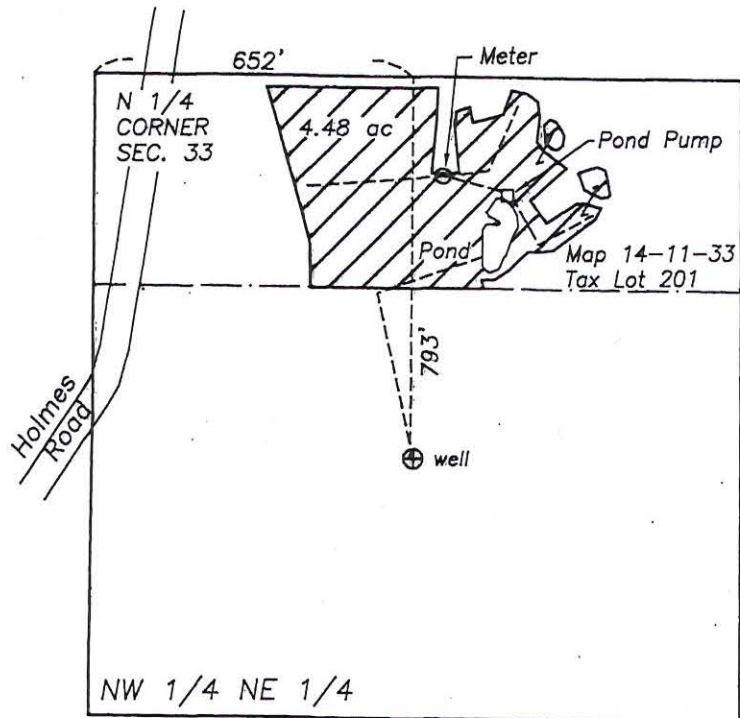 652'
Meter
N 1/4
CORNER
SEC. 33
4.48 ac
Pond Pump
Pond
Map 14-11-33
Tax Lot 201
793'
Holmes
Road
well
NW 1/4 NE 1/4